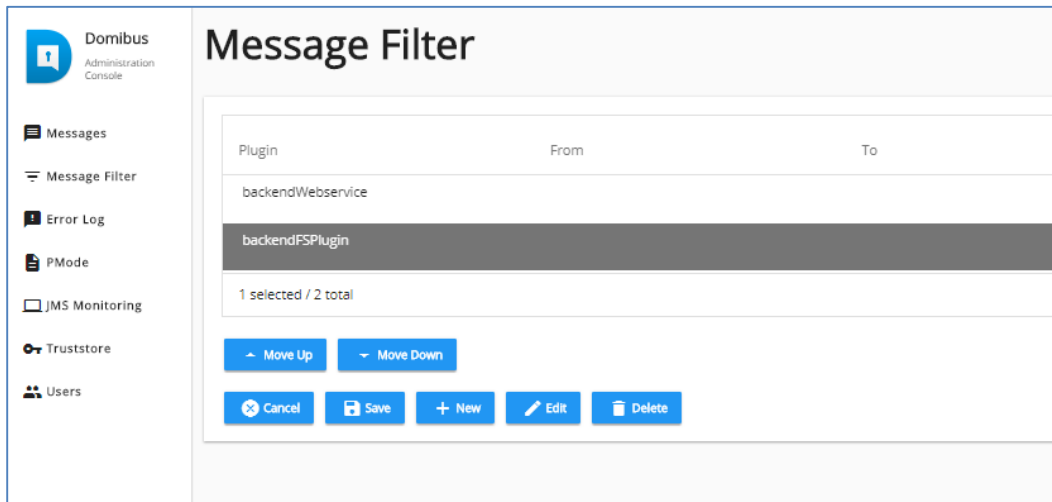 Domibus
Administration
Console
Messages
Message Filter
Error Log
PMode
JMS Monitoring
Truststore
Users
Message Filter
Plugin From To
backendWebservice
backendFSPlugin
1 selected / 2 total
Move Up Move Down
Cancel Save New Edit Delete